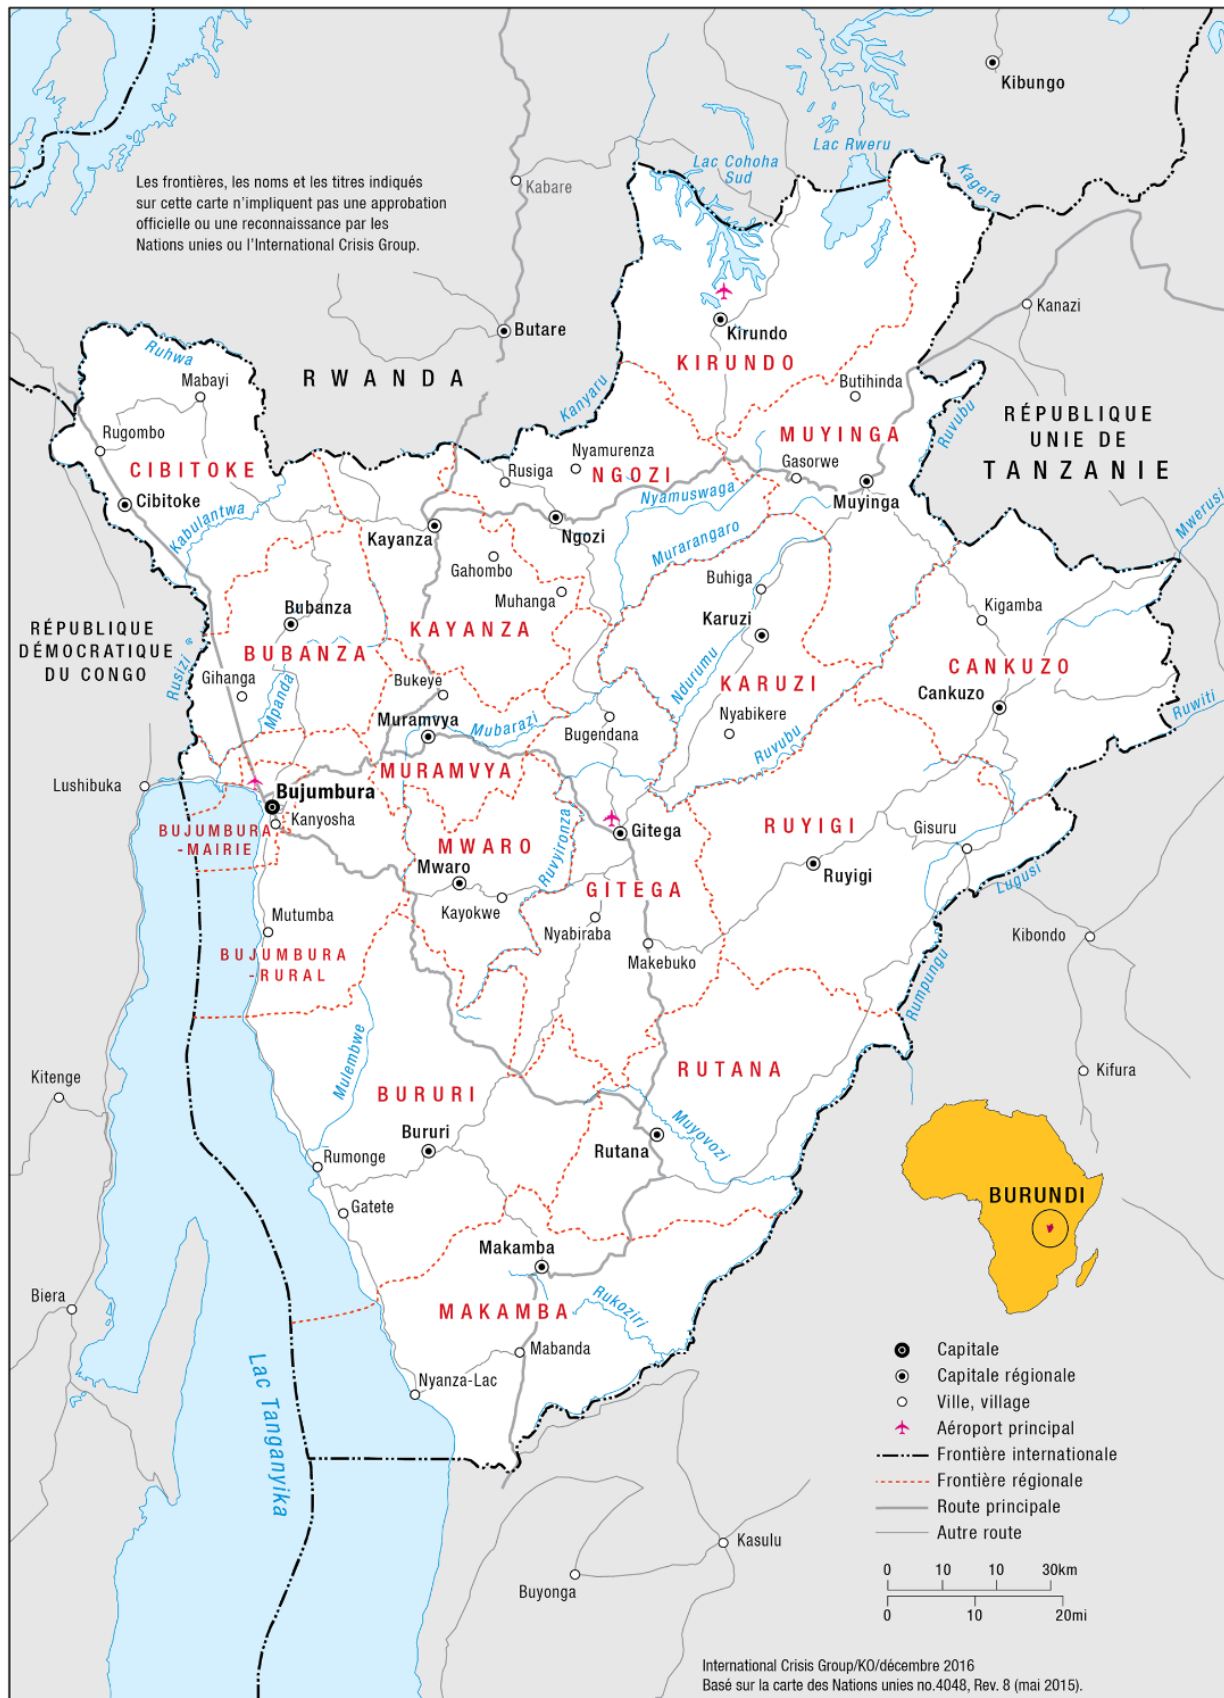 Kibungo
Lac Rweru
Lac Cohoha
Sud
Kagera
Kabare
Les frontières, les noms et les titres indiqués
sur cette carte n'impliquent pas une approbation
officielle ou une reconnaissance par les
Nations unies ou l'International Crisis Group.
Kanazi
Butare
Kirundo
KIRUNDO
Ruhwa
Mabayi
RWANDA
Kanyaru
Butihinda
Ruvubu
RÉPUBLIQUE
UNIE DE
TANZANIE
Rugombo
CIBITOKE
Cibitoke
Nyamurenza
Rusiga
NGOZI
MUYINGA
Gasorwe
Nyamuswaga
Muyinga
Mwerusi
Kabulantwa
Kayanza
Ngozi
Murarangaro
Gahombo
Muhanga
Buhiga
Karuzi
Kigamba
Bubanza
KAYANZA
RÉPUBLIQUE
DÉMOCRATIQUE
DU CONGO
BUBANZA
Rusizi
Gihanga
Mpanda
Bukeye
Ndurumu
KARUZI
CANKUZO
Cankuzo
Ruwiti
Muramvya
Mubarazi
Bugendana
Nyabikere
Ruvubu
Lushibuka
MURAMVYA
Bujumbura
Kanyosha
BUJUMBURA
-MAIRIE
MWARO
Mwaro
Ruvyironza
Gitega
RUYIGI
Ruyigi
Gisuru
Lugusi
GITEGA
Kayokwe
Nyabiraba
Mutumba
BUJUMBURA
-RURAL
Makebuko
Kibondo
Rumpungu
Mulembwe
RUTANA
Kitenge
Kifura
BURURI
Bururi
Muyovozi
Rutana
Rumonge
Gatete
BURUNDI
Makamba
MAKAMBA
Rukoziri
Biera
Mabanda
Nyanza-Lac
Lac Tanganyika
Capitale
Capitale régionale
Ville, village
Aéroport principal
Frontière internationale
Frontière régionale
Route principale
Autre route
Kasulu
Buyonga
0 10 10 30km
0 10 20mi
International Crisis Group/KO/décembre 2016
Basé sur la carte des Nations unies no.4048, Rev. 8 (mai 2015).